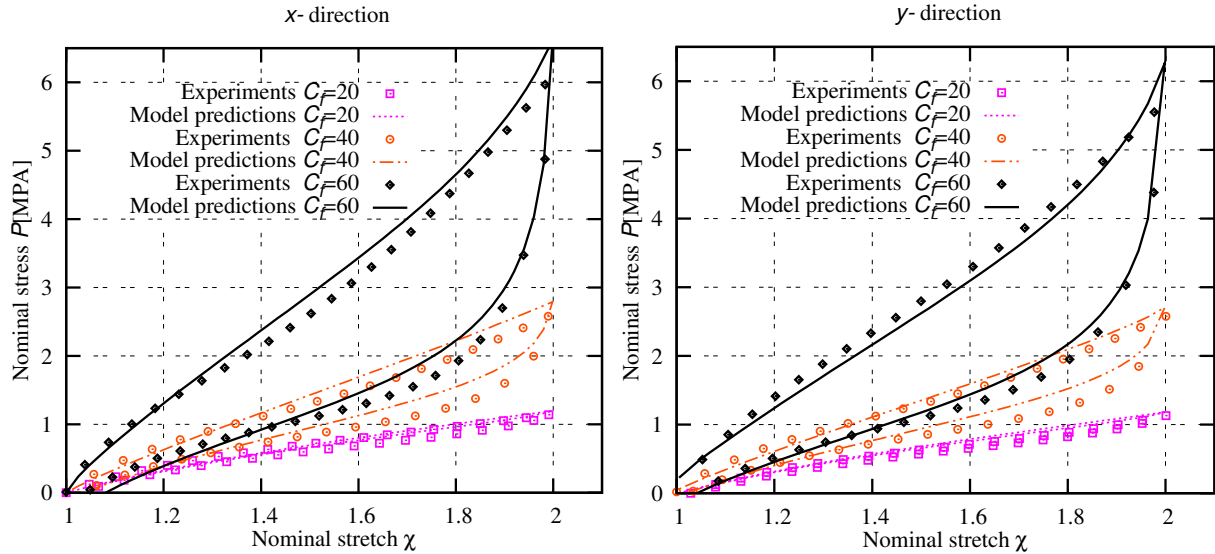 x- direction
6
5
4
3
2
1
0
Nominal stress P[MPA]
Experiments C_f=20
Model predictions C_f=20
Experiments C_f=40
Model predictions C_f=40
Experiments C_f=60
Model predictions C_f=60
1 1.2 1.4 1.6 1.8 2
Nominal stretch χ
y- direction
6
5
4
3
2
1
0
Nominal stress P[MPA]
Experiments C_f=20
Model predictions C_f=20
Experiments C_f=40
Model predictions C_f=40
Experiments C_f=60
Model predictions C_f=60
1 1.2 1.4 1.6 1.8 2
Nominal stretch χ